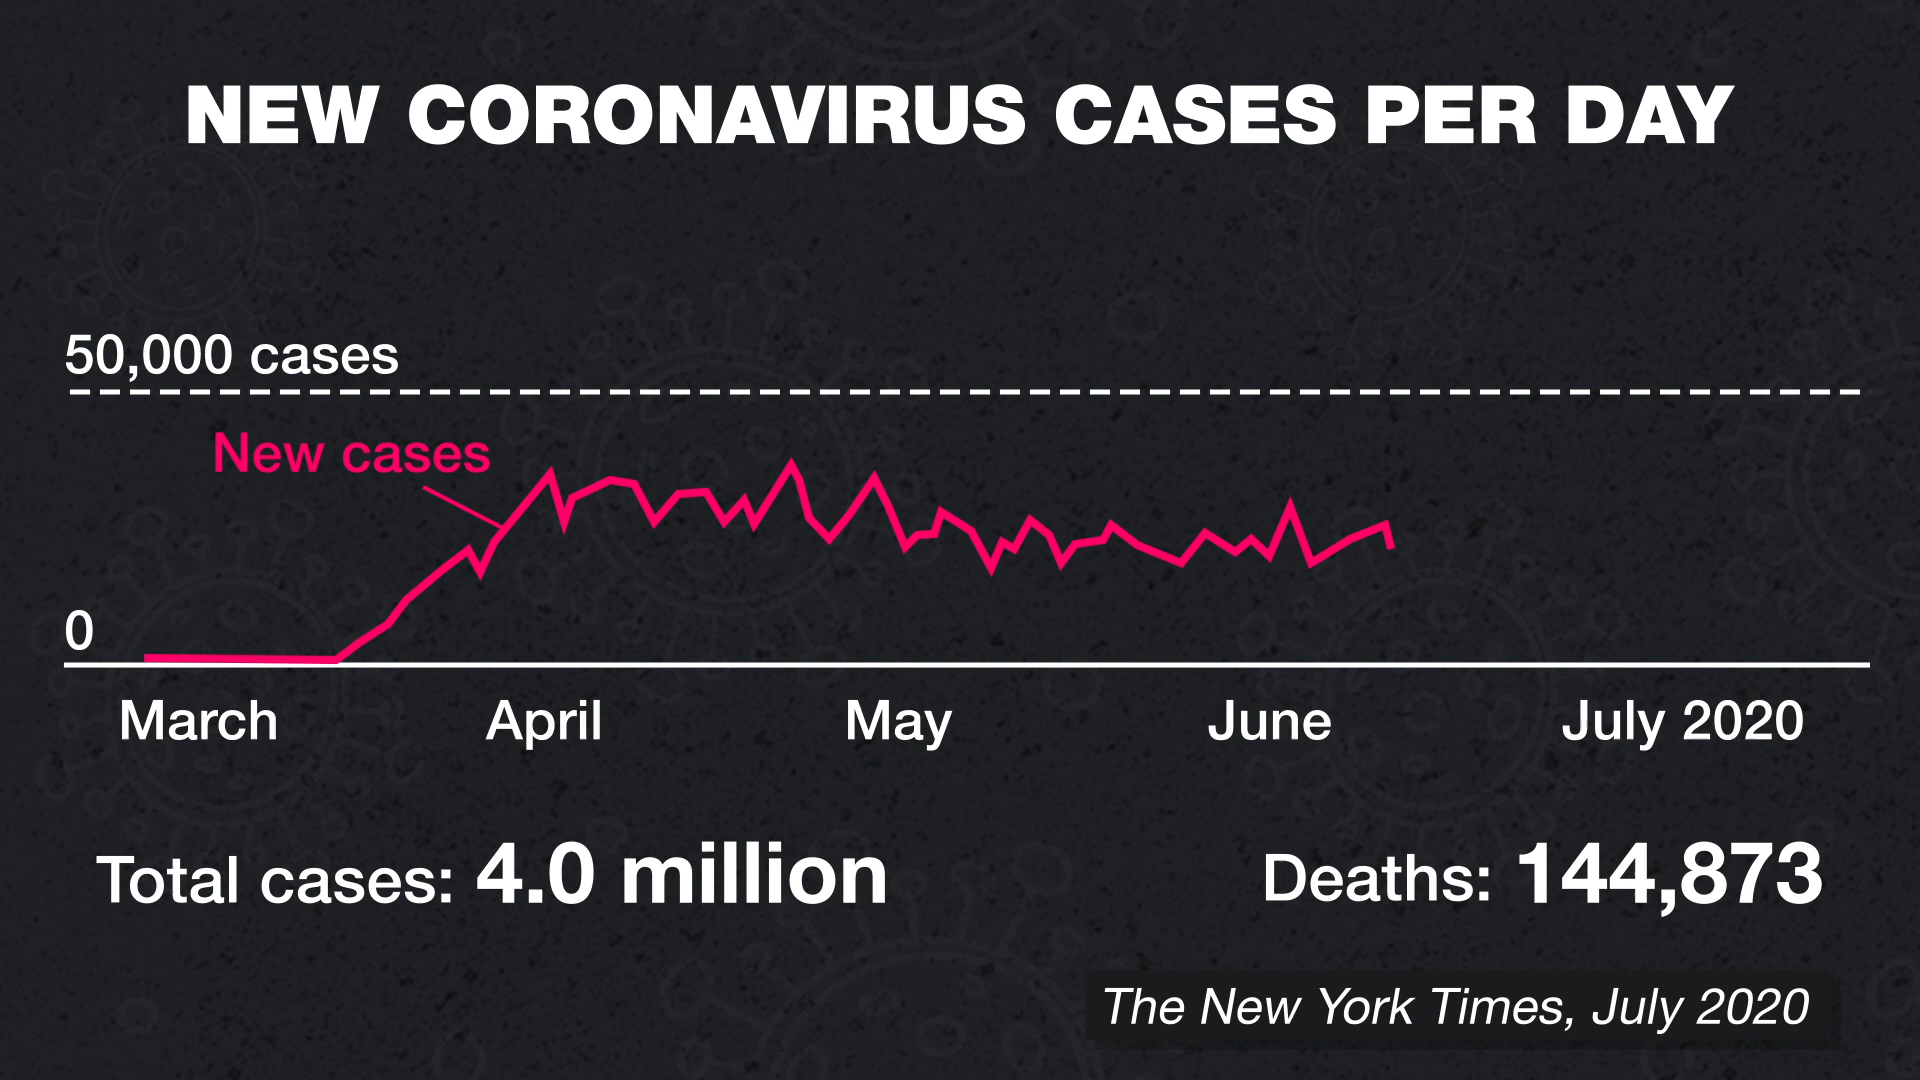 NEW CORONAVIRUS CASES PER DAY
50,000 cases
New cases
0
March April May June July 2020
Total cases: 4.0 million Deaths: 144,873
The New York Times, July 2020